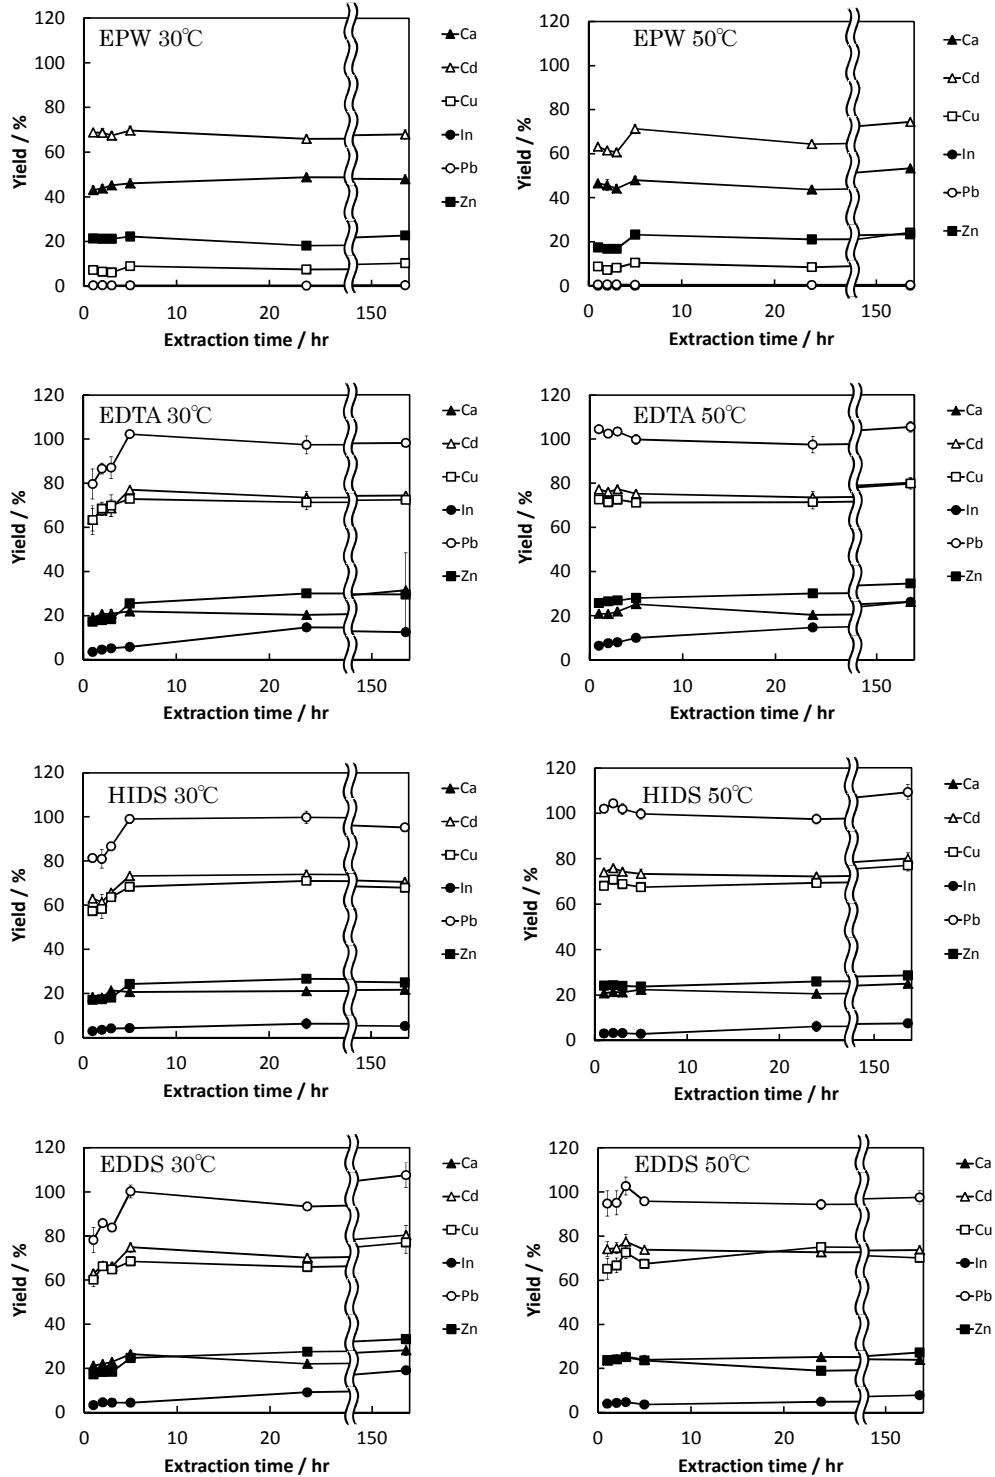 EPW 30℃
120
100
80
60
40
20
0
Yield / %
0 10 20 150
Extraction time / hr
Ca
Cd
Cu
In
Pb
Zn
EPW 50℃
120
100
80
60
40
20
0
Yield / %
0 10 20 150
Extraction time / hr
Ca
Cd
Cu
In
Pb
Zn
EDTA 30℃
120
100
80
60
40
20
0
Yield / %
0 10 20 150
Extraction time / hr
Ca
Cd
Cu
In
Pb
Zn
EDTA 50℃
120
100
80
60
40
20
0
Yield / %
0 10 20 150
Extraction time / hr
Ca
Cd
Cu
In
Pb
Zn
HIDS 30℃
120
100
80
60
40
20
0
Yield / %
0 10 20 150
Extraction time / hr
Ca
Cd
Cu
In
Pb
Zn
HIDS 50℃
120
100
80
60
40
20
0
Yield / %
0 10 20 150
Extraction time / hr
Ca
Cd
Cu
In
Pb
Zn
EDDS 30℃
120
100
80
60
40
20
0
Yield / %
0 10 20 150
Extraction time / hr
Ca
Cd
Cu
In
Pb
Zn
EDDS 50℃
120
100
80
60
40
20
0
Yield / %
0 10 20 150
Extraction time / hr
Ca
Cd
Cu
In
Pb
Zn